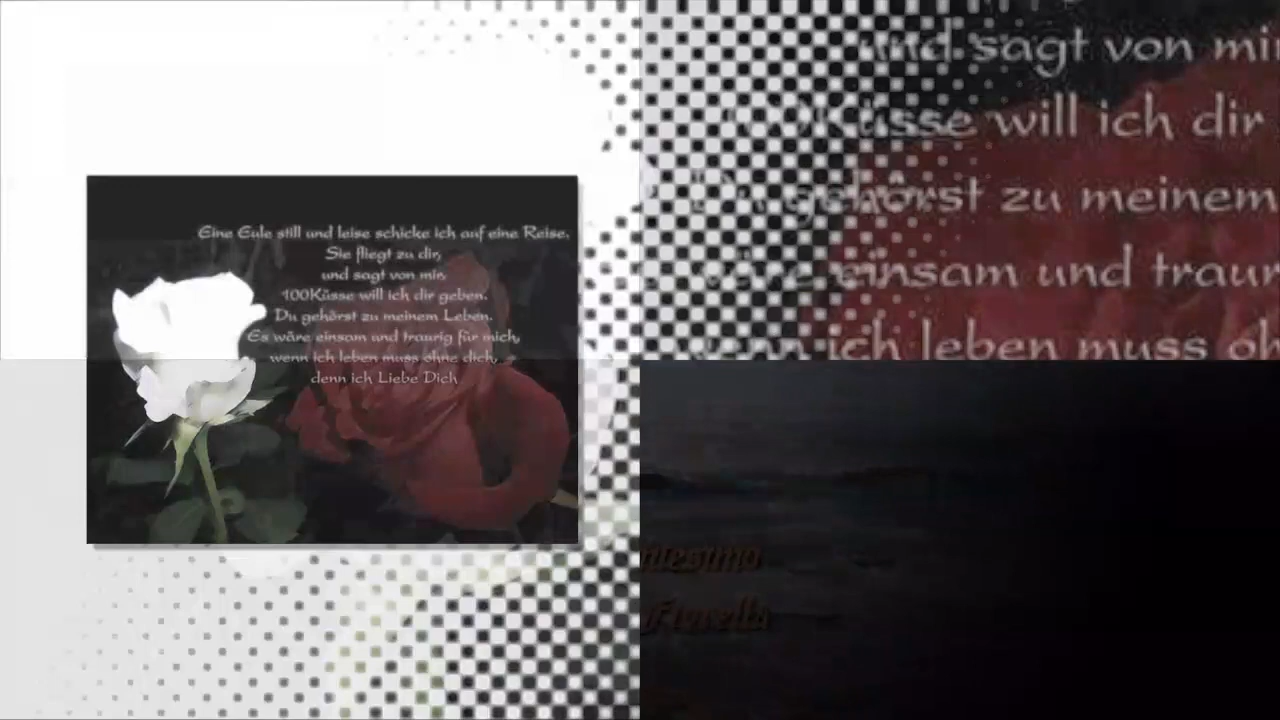 Eine Eule still und leise schicke ich auf eine Reise.
Sie fliegt zu dir,
und sagt von mir,
100Küsse will ich dir geben.
Du gehörst zu meinem Leben.
Es wäre einsam und traurig für mich,
wenn ich leben muss ohne dich,
denn ich Liebe Dich
und sagt von mi
Küsse will ich dir
gehörst zu meinem
wäre einsam und traur
ich leben muss oh
Fiorella